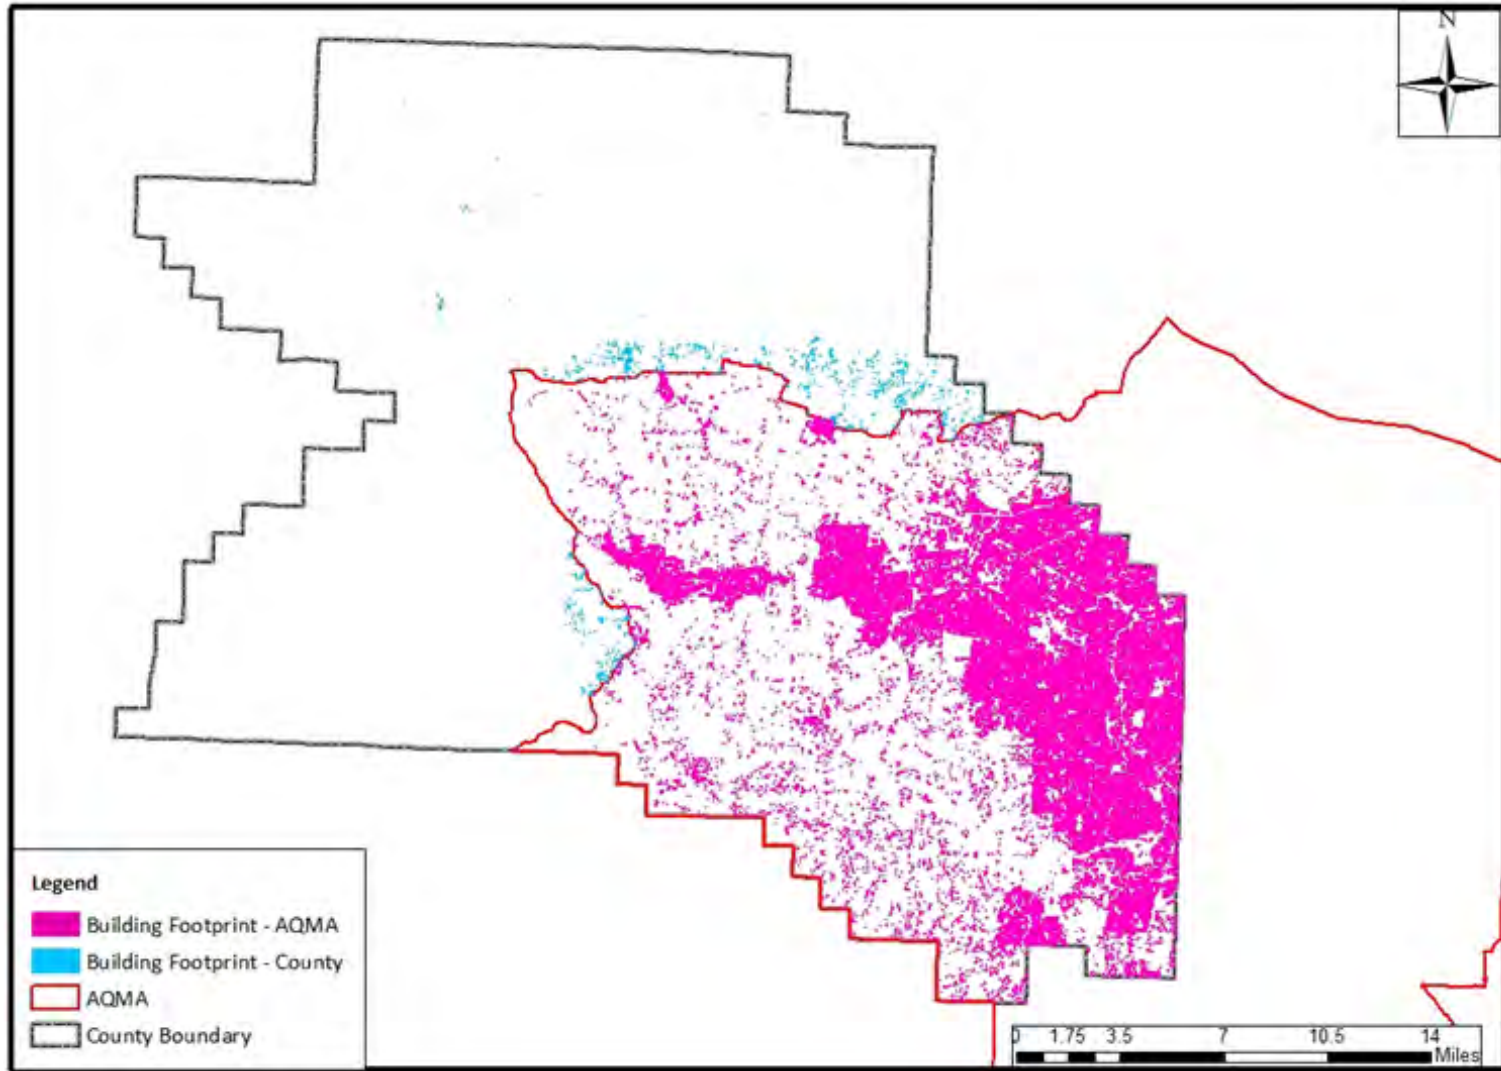 N
Legend
Building Footprint - AQMA
Building Footprint - County
AQMA
County Boundary
0 1.75 3.5 7 10.5 14
Miles